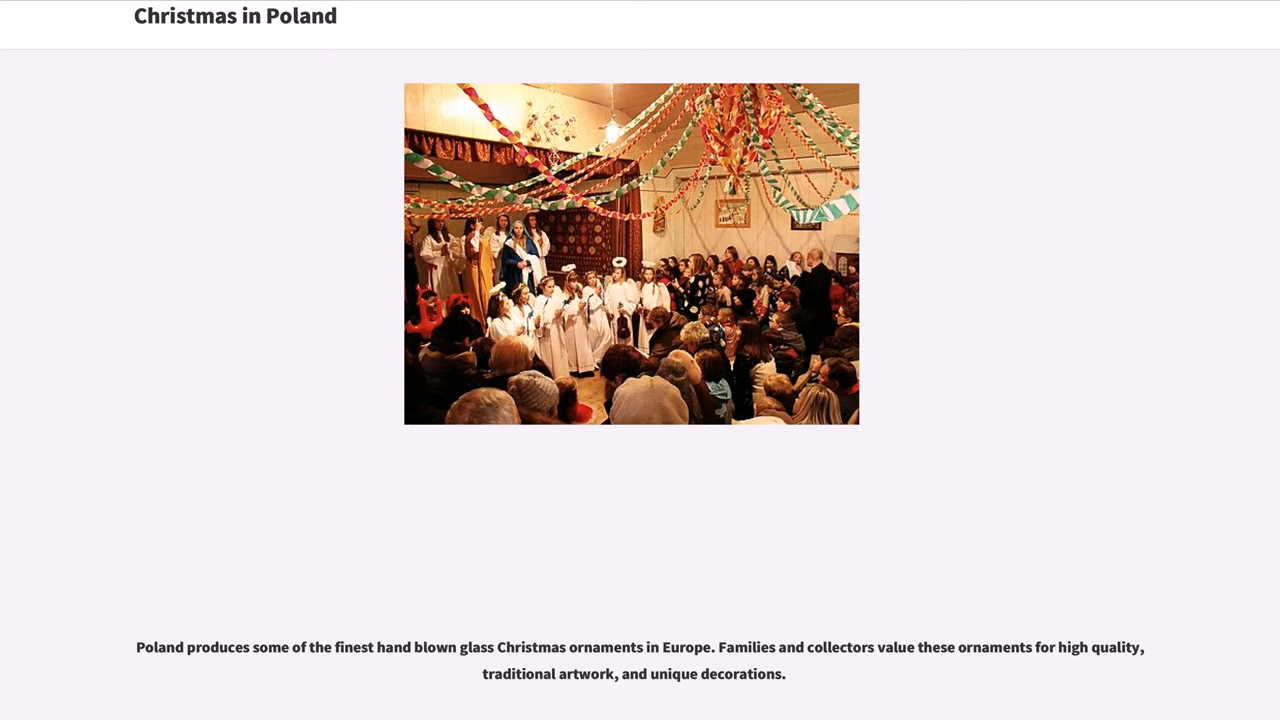 Christmas in Poland
Poland produces some of the finest hand blown glass Christmas ornaments in Europe. Families and collectors value these ornaments for high quality,
traditional artwork, and unique decorations.